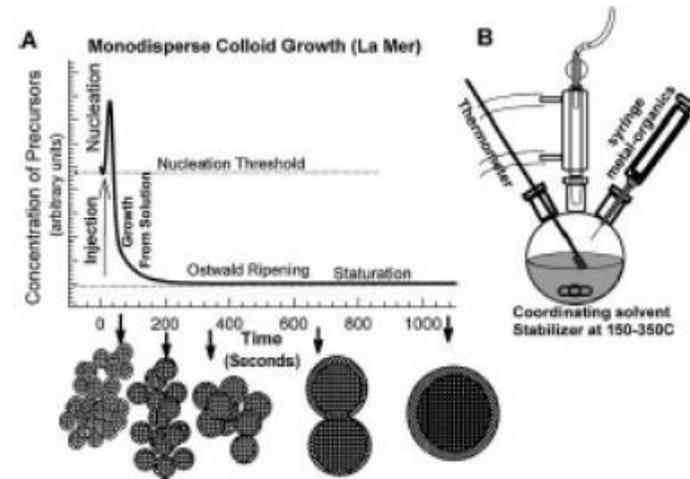 A
Monodisperse Colloid Growth (La Mer)
Concentration of Precursors
(arbitrary units)
Nucleation
Injection
Growth
From Solution
Nucleation Threshold
Ostwald Ripening
Staturation
0 200 400 600 800 1000
Time
(Seconds)
B
Thermometer
syringe
metal-organics
Coordinating solvent
Stabilizer at 150-350C